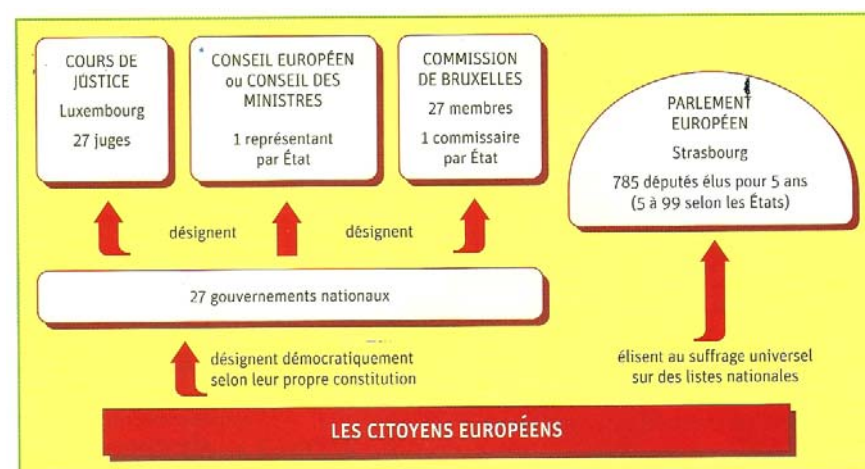 COURS DE
JUSTICE
Luxembourg
27 juges
CONSEIL EUROPÉEN
ou CONSEIL DES
MINISTRES
1 représentant
par État
COMMISSION
DE BRUXELLES
27 membres
1 commissaire
par État
PARLEMENT
EUROPÉEN
Strasbourg
785 députés élus pour 5 ans
(5 à 99 selon les États)
désignent
désignent
27 gouvernements nationaux
désignent démocratiquement
selon leur propre constitution
élisent au suffrage universel
sur des listes nationales
LES CITOYENS EUROPÉENS